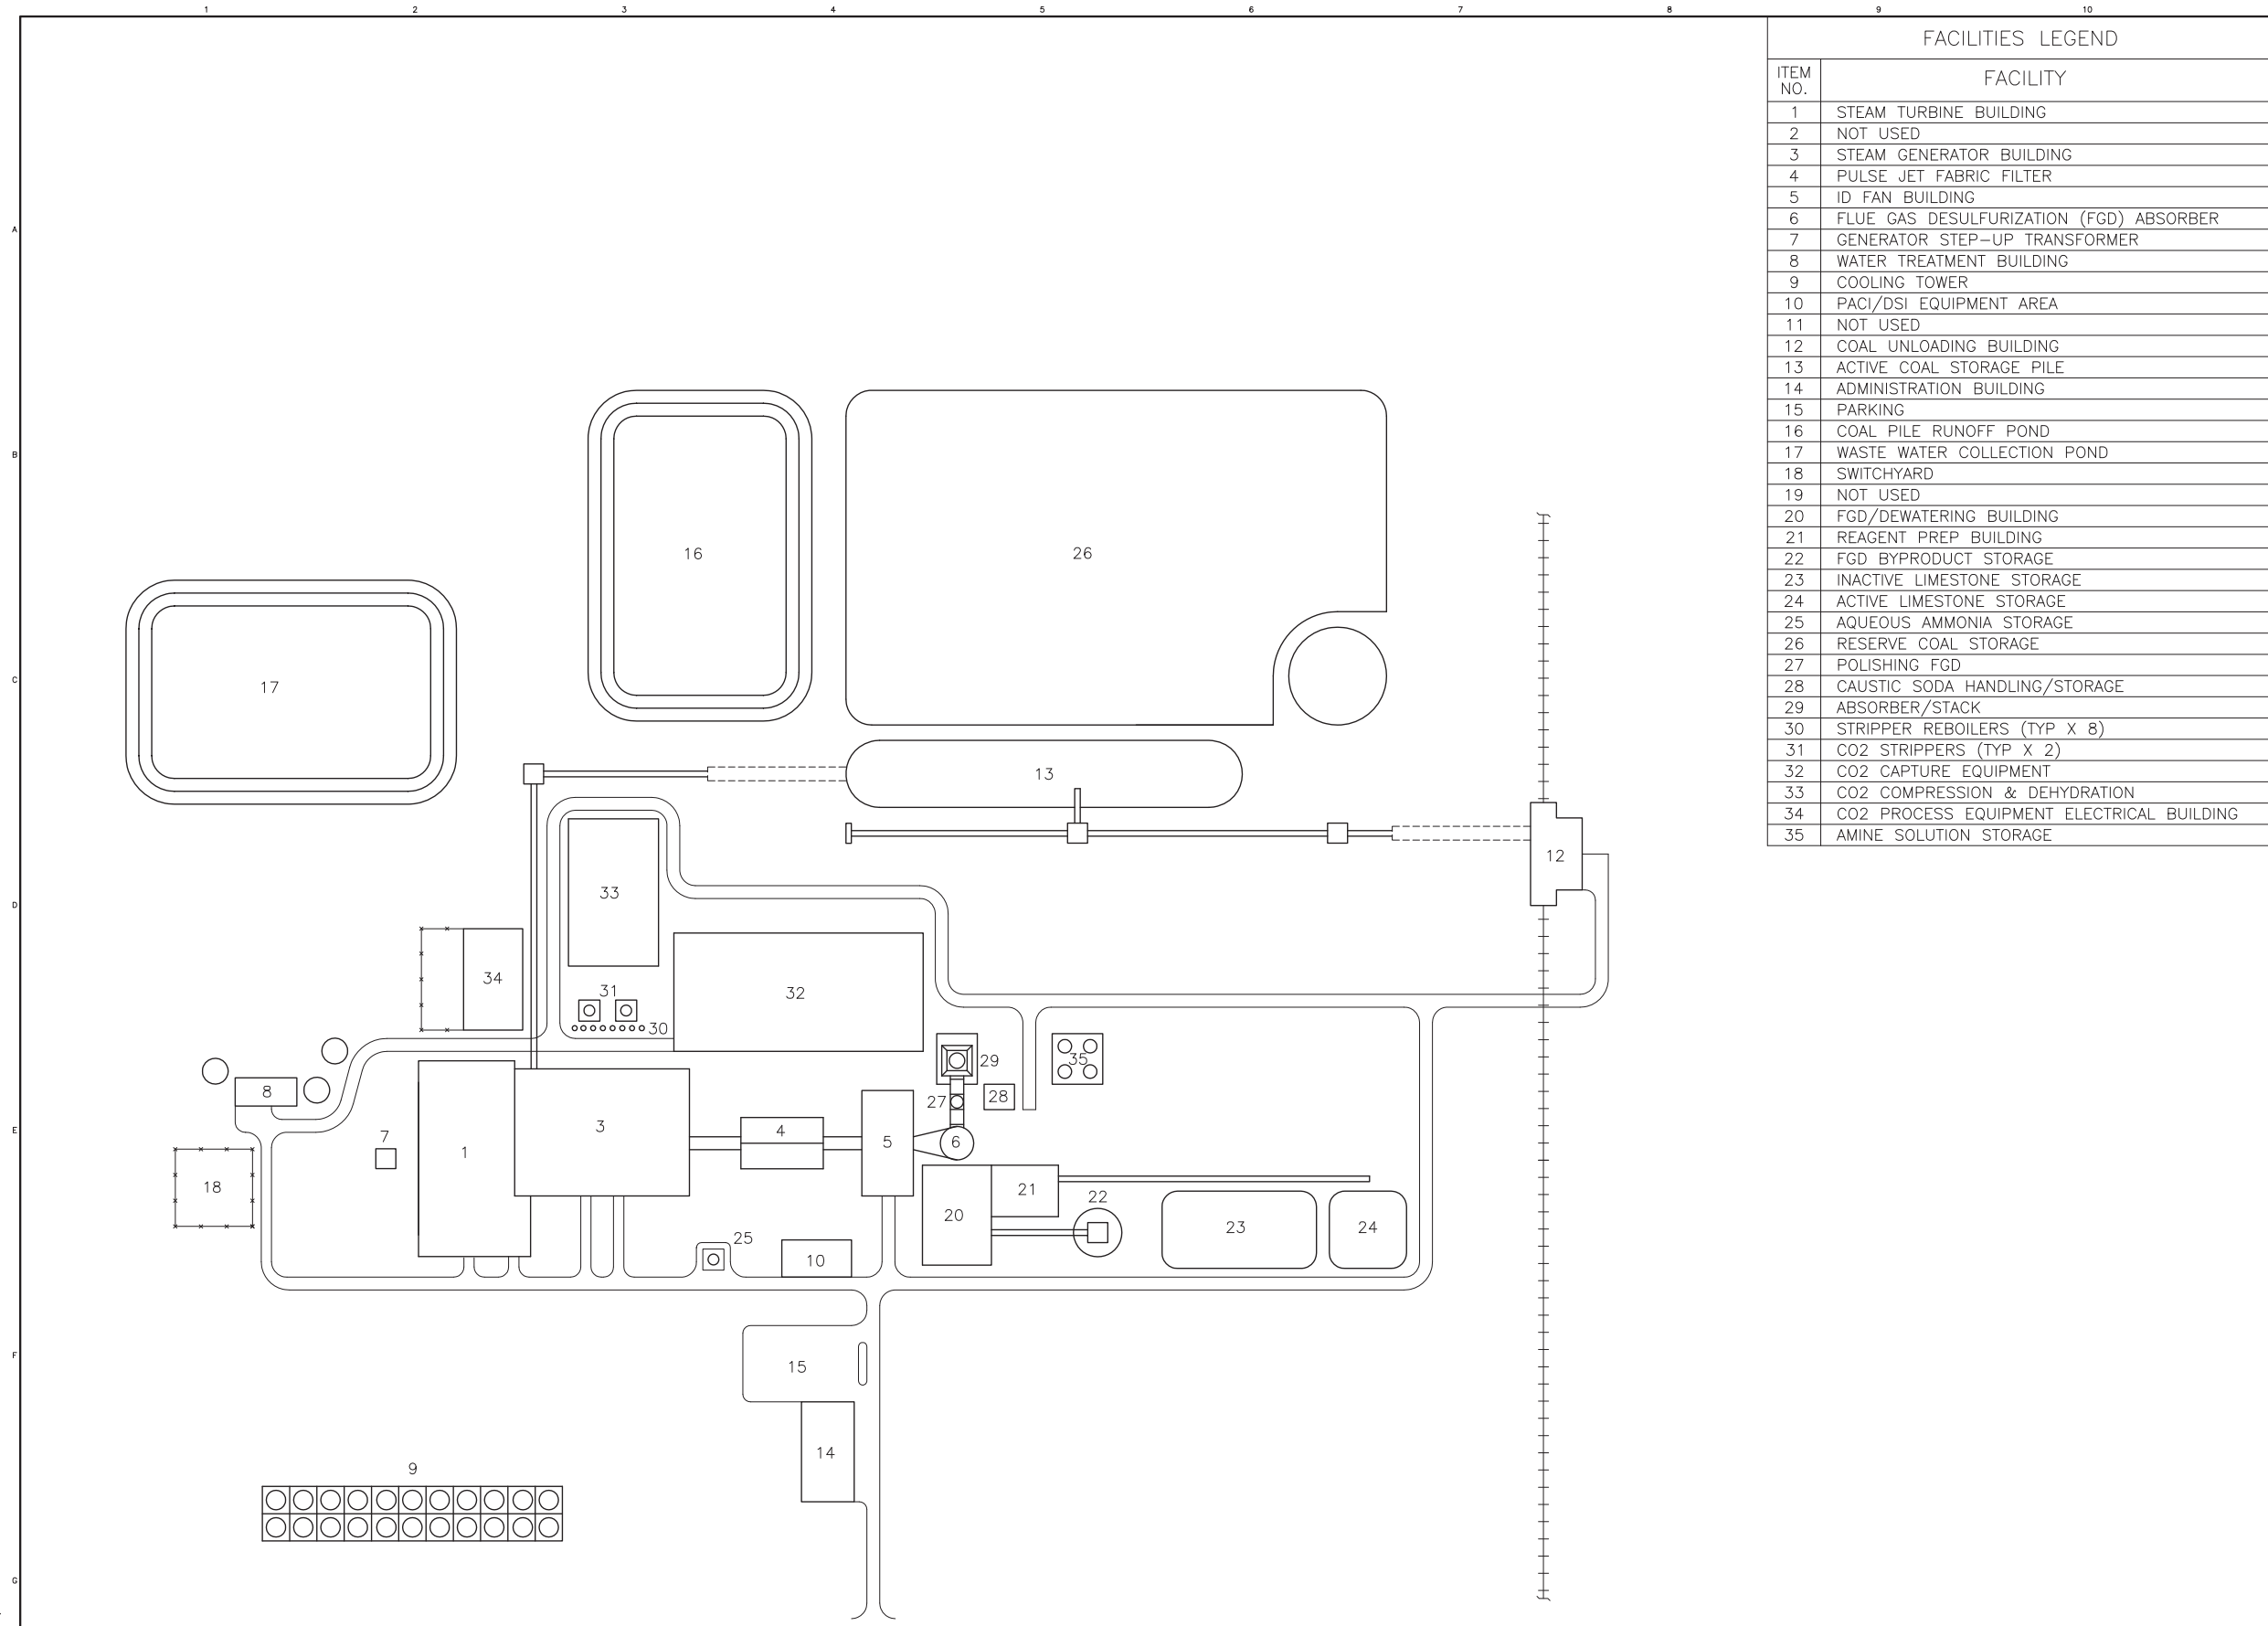 1 2 3 4 5 6 7 8 9 10
FACILITIES LEGEND
ITEM NO. FACILITY
1 STEAM TURBINE BUILDING
2 NOT USED
3 STEAM GENERATOR BUILDING
4 PULSE JET FABRIC FILTER
5 ID FAN BUILDING
6 FLUE GAS DESULFURIZATION (FGD) ABSORBER
7 GENERATOR STEP-UP TRANSFORMER
8 WATER TREATMENT BUILDING
9 COOLING TOWER
10 PACI/DSI EQUIPMENT AREA
11 NOT USED
12 COAL UNLOADING BUILDING
13 ACTIVE COAL STORAGE PILE
14 ADMINISTRATION BUILDING
15 PARKING
16 COAL PILE RUNOFF POND
17 WASTE WATER COLLECTION POND
18 SWITCHYARD
19 NOT USED
20 FGD/DEWATERING BUILDING
21 REAGENT PREP BUILDING
22 FGD BYPRODUCT STORAGE
23 INACTIVE LIMESTONE STORAGE
24 ACTIVE LIMESTONE STORAGE
25 AQUEOUS AMMONIA STORAGE
26 RESERVE COAL STORAGE
27 POLISHING FGD
28 CAUSTIC SODA HANDLING/STORAGE
29 ABSORBER/STACK
30 STRIPPER REBOILERS (TYP X 8)
31 CO2 STRIPPERS (TYP X 2)
32 CO2 CAPTURE EQUIPMENT
33 CO2 COMPRESSION & DEHYDRATION
34 CO2 PROCESS EQUIPMENT ELECTRICAL BUILDING
35 AMINE SOLUTION STORAGE
A
B
16 26
C
17
13
12
D
33
34 31 32
30
29 35
8 27 28
E
7 1 3 4 5 6
18 20 21 22 23 24
25 10
F
15
14
9
G